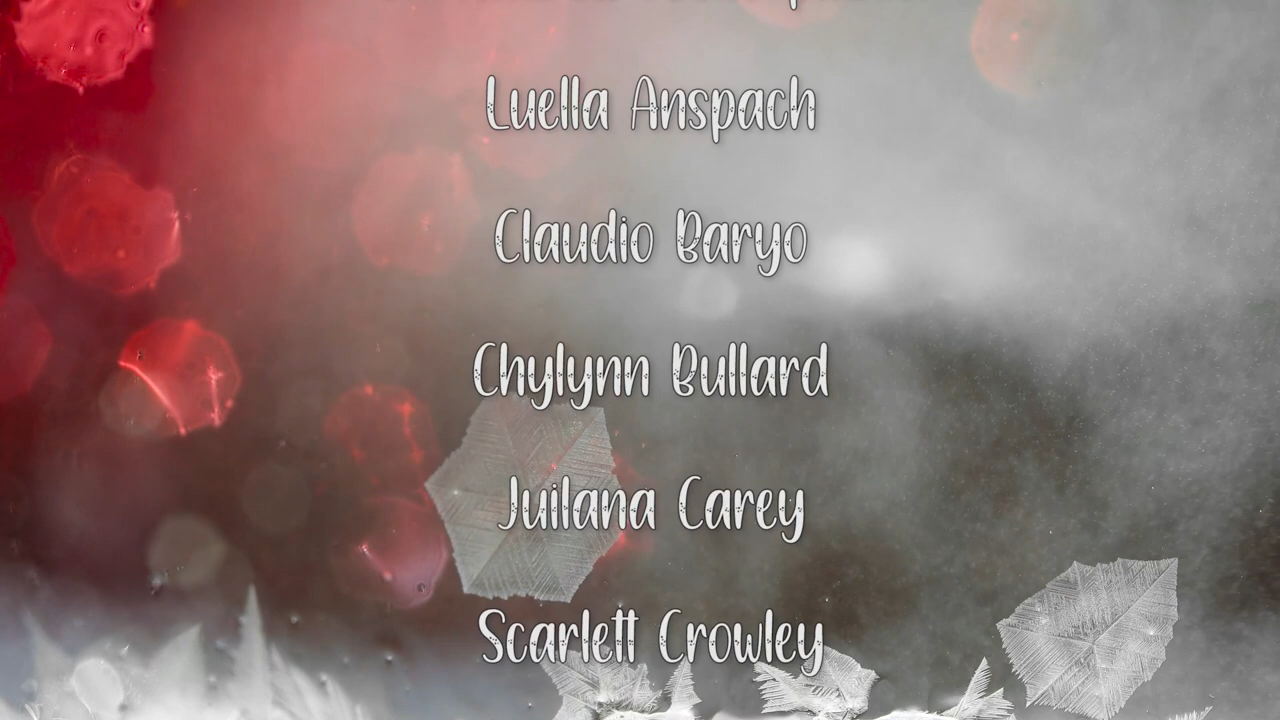 Luella Anspach
Claudio Baryo
Chylynn Bullard
Juilana Carey
Scarlett Crowley